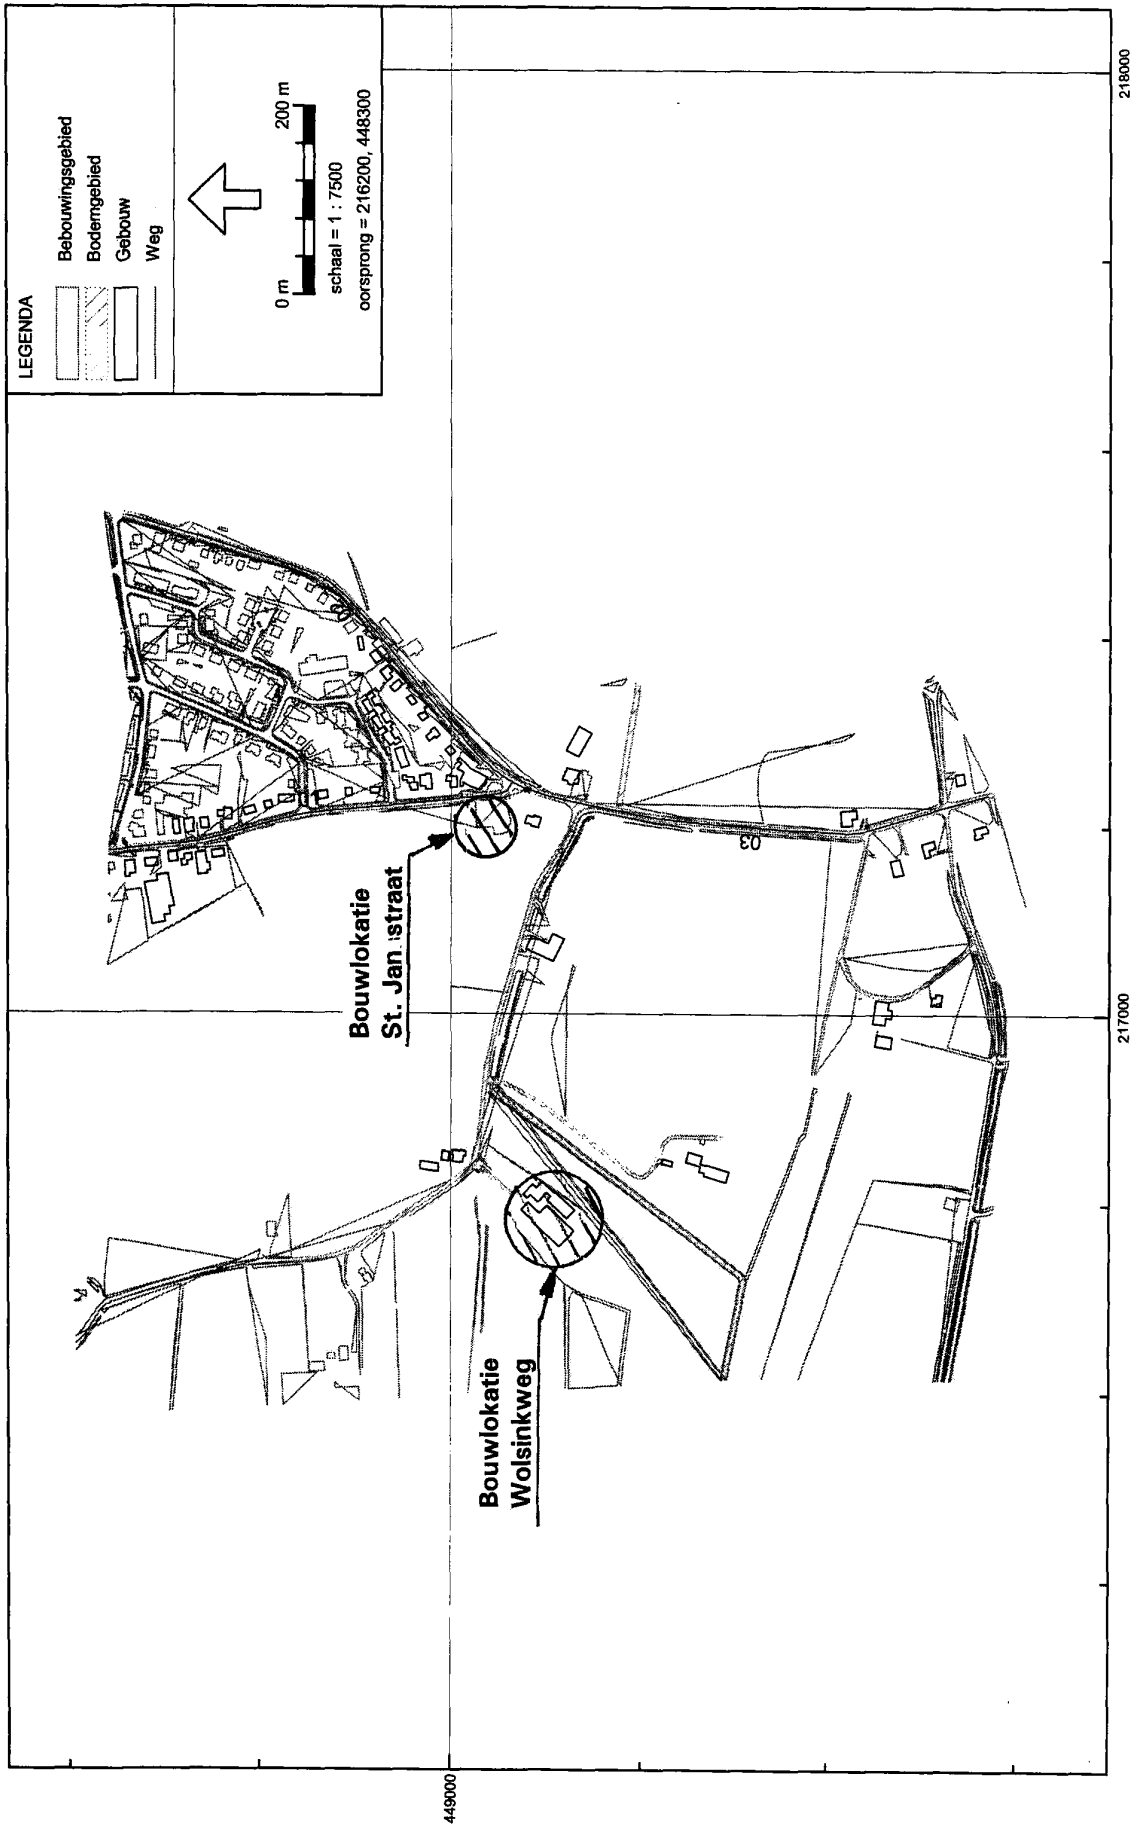 LEGENDA
Bebouwingsgebied
Bodemgebied
Gebouw
Weg
0 m 200 m
schaal = 1 : 7500
oorsprong = 216200, 448300
Bouwlokatie
St. Jan straat
Bouwlokatie
Wolsinkweg
03
449000
217000
218000